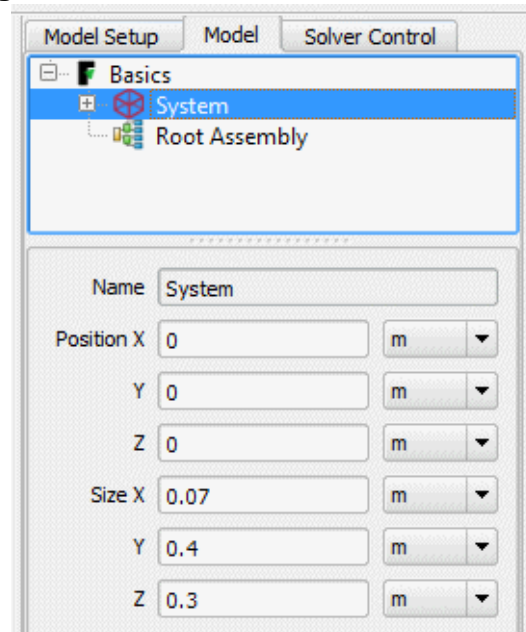 Model Setup Model Solver Control
Basics
System
Root Assembly
Name System
Position X 0 m
Y 0 m
Z 0 m
Size X 0.07 m
Y 0.4 m
Z 0.3 m